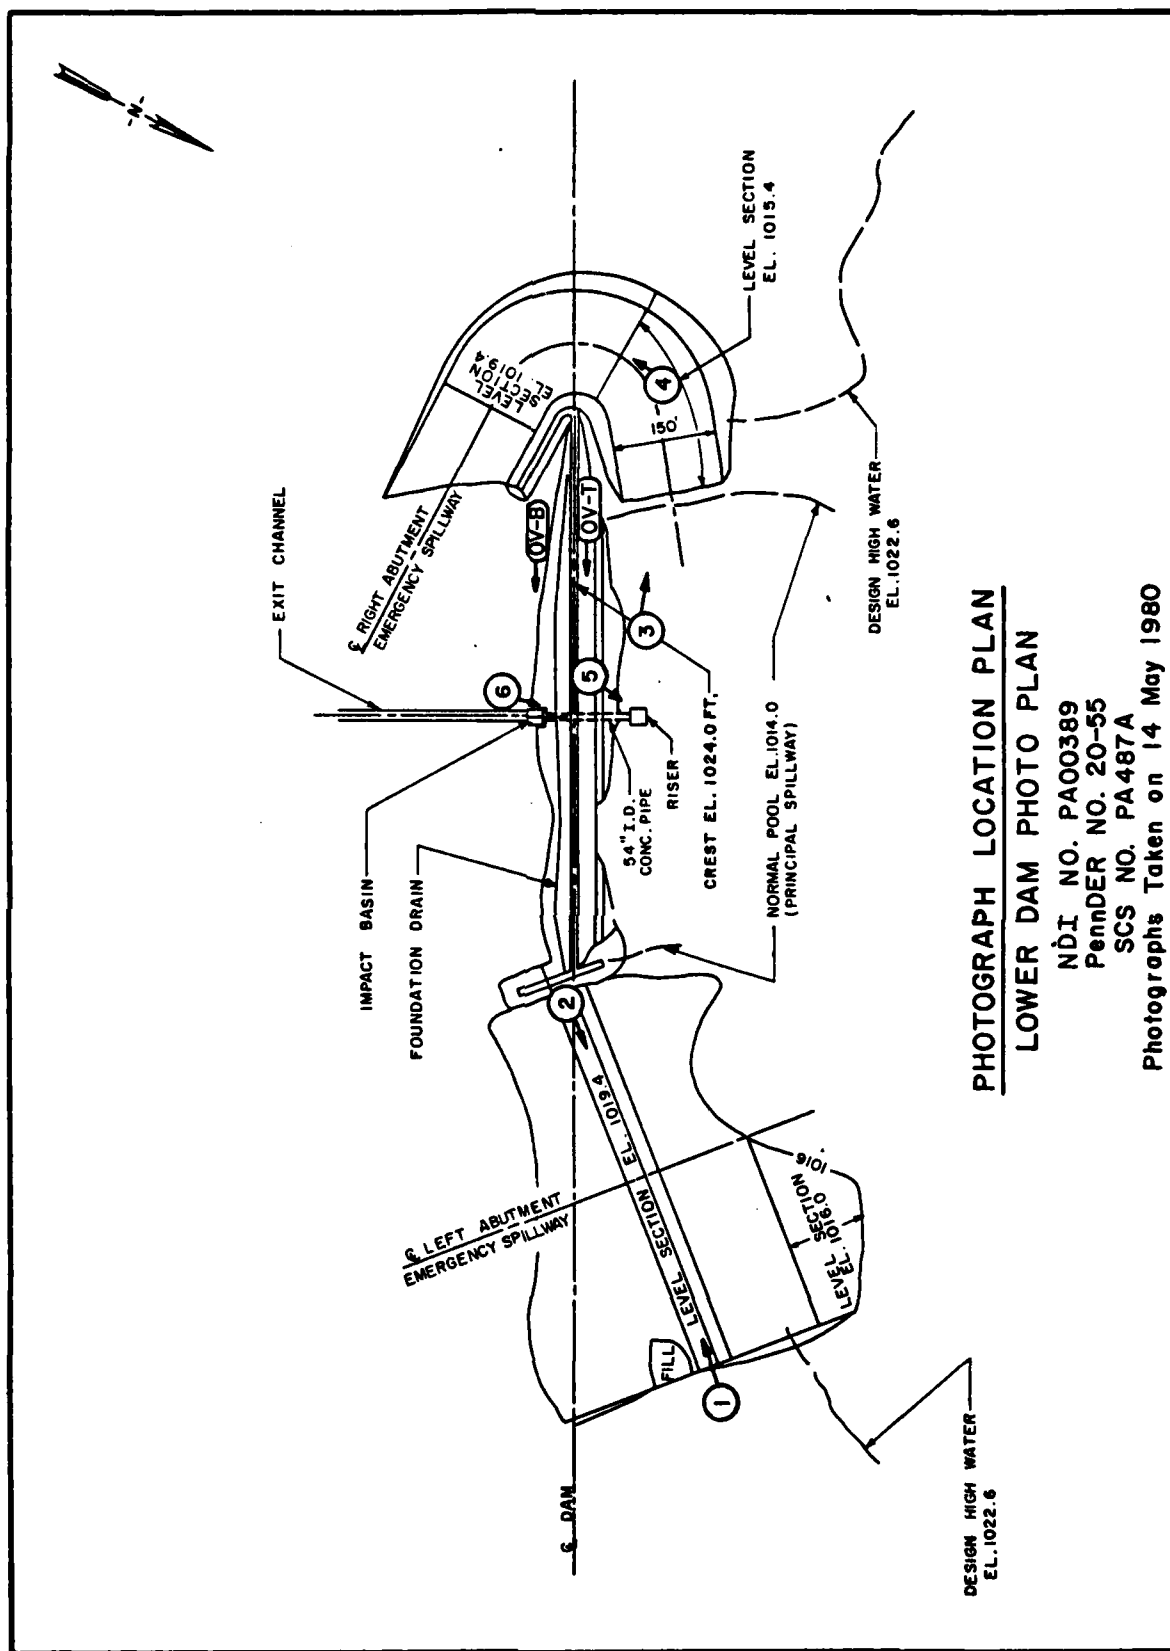 -N-
EXIT CHANNEL
IMPACT BASIN
FOUNDATION DRAIN
℄ RIGHT ABUTMENT
EMERGENCY SPILLWAY
LEVEL
SECTION
EL. 1019.4
LEVEL SECTION
EL. 1015.4
150'
4
OV-B
OV-T
3
5
6
54" I.D.
CONC. PIPE
RISER
CREST EL. 1024.0 FT.
NORMAL POOL EL.1014.0
(PRINCIPAL SPILLWAY)
DESIGN HIGH WATER
EL.1022.6
2
℄ LEFT ABUTMENT
EMERGENCY SPILLWAY
LEVEL SECTION EL. 1019.4
1016
LEVEL SECTION
EL. 1016.0
FILL
1
℄ DAM
DESIGN HIGH WATER
EL.1022.6
PHOTOGRAPH LOCATION PLAN
LOWER DAM PHOTO PLAN
NDI NO. PA00389
PennDER NO. 20-55
SCS NO. PA487A
Photographs Taken on 14 May 1980